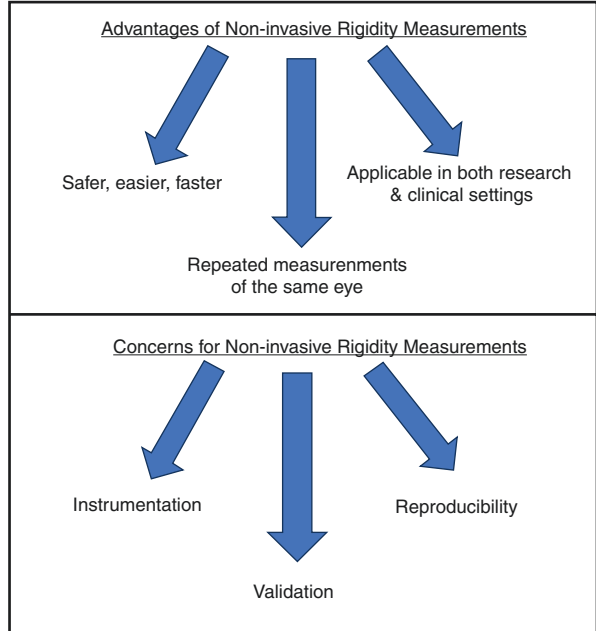 Advantages of Non-invasive Rigidity Measurements
Safer, easier, faster
Applicable in both research
& clinical settings
Repeated measurenments
of the same eye
Concerns for Non-invasive Rigidity Measurements
Instrumentation
Reproducibility
Validation